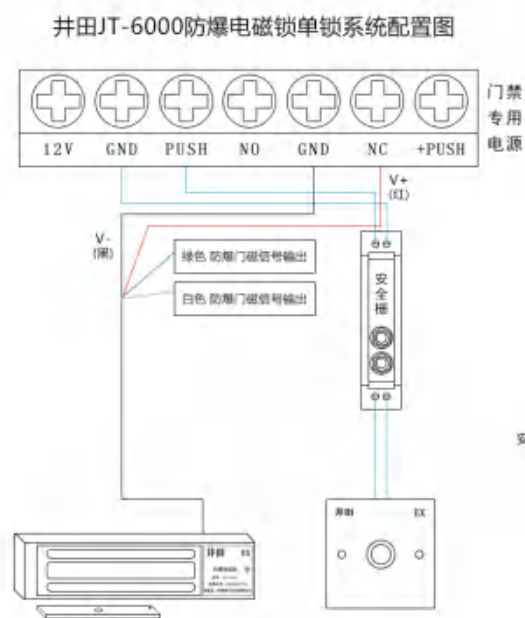 井田JT-6000防爆电磁锁单锁系统配置图
门禁
专用
电源
12V GND PUSH NO GND NC +PUSH
V+
(红)
V-
(黑)
绿色 防爆门磁信号输出
白色 防爆门磁信号输出
安全栅
安
井田 EX
井田 EX